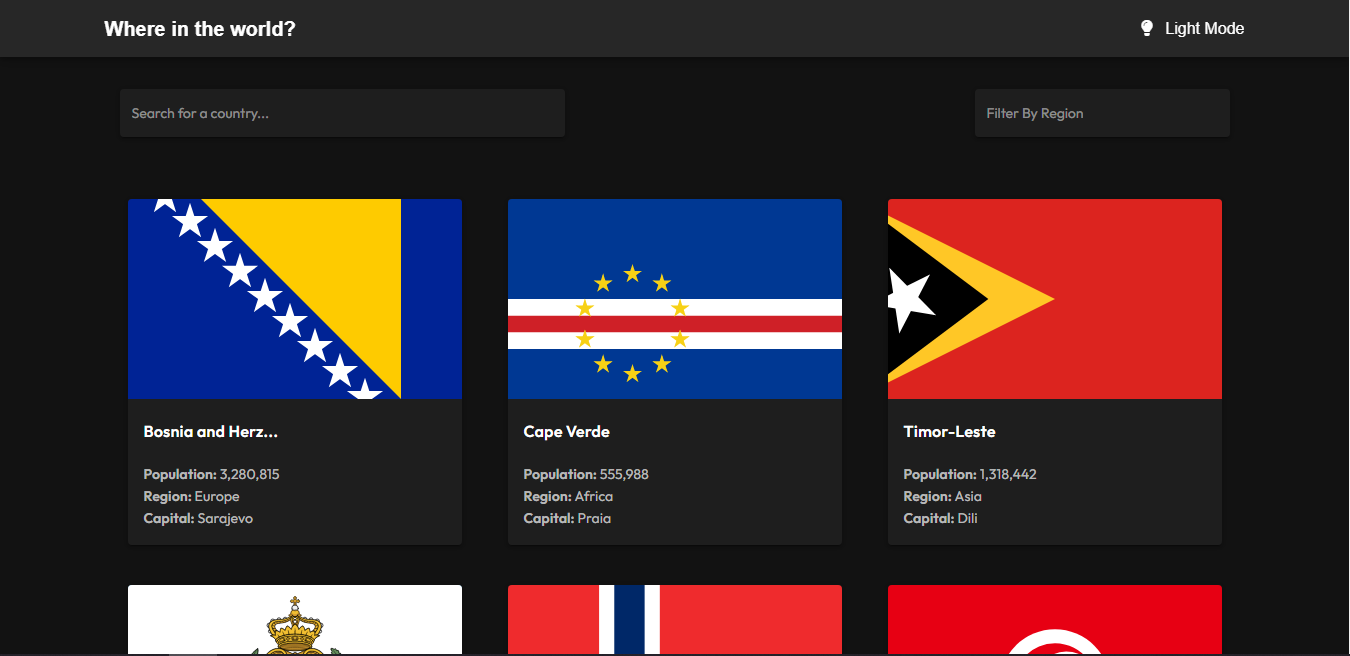 Where in the world?
Light Mode
Search for a country...
Filter By Region
Bosnia and Herz...
Population: 3,280,815
Region: Europe
Capital: Sarajevo
Cape Verde
Population: 555,988
Region: Africa
Capital: Praia
Timor-Leste
Population: 1,318,442
Region: Asia
Capital: Dili